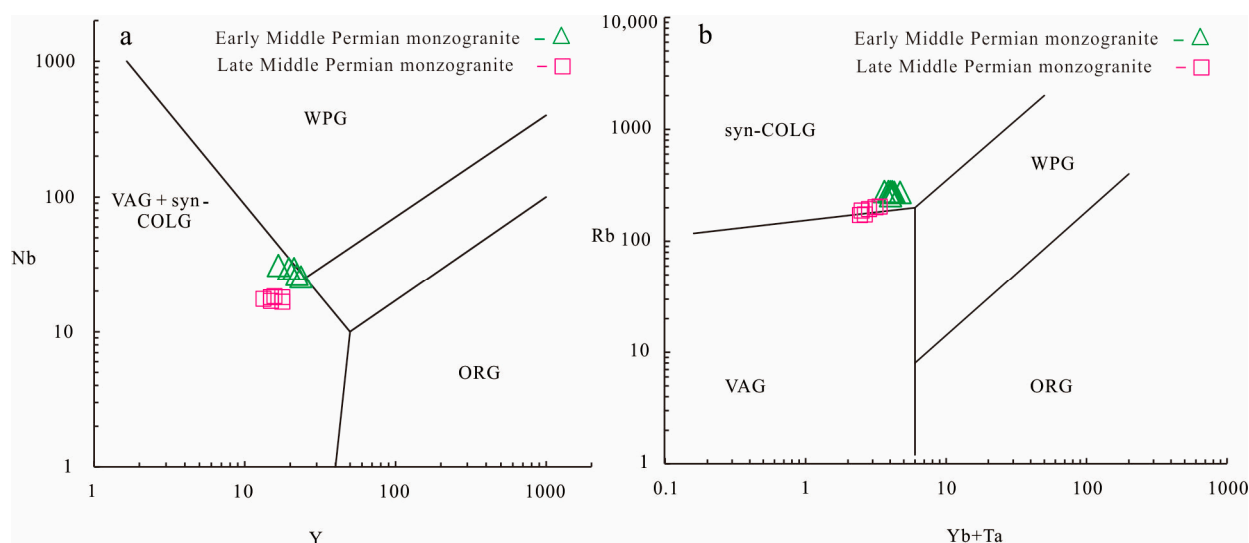 a
Early Middle Permian monzogranite
Late Middle Permian monzogranite
1000
100
10
1
Nb
WPG
VAG + syn-
COLG
ORG
1
10
100
1000
Y
b
Early Middle Permian monzogranite
Late Middle Permian monzogranite
10,000
1000
100
10
1
Rb
syn-COLG
WPG
VAG
ORG
0.1
1
10
100
1000
Yb+Ta